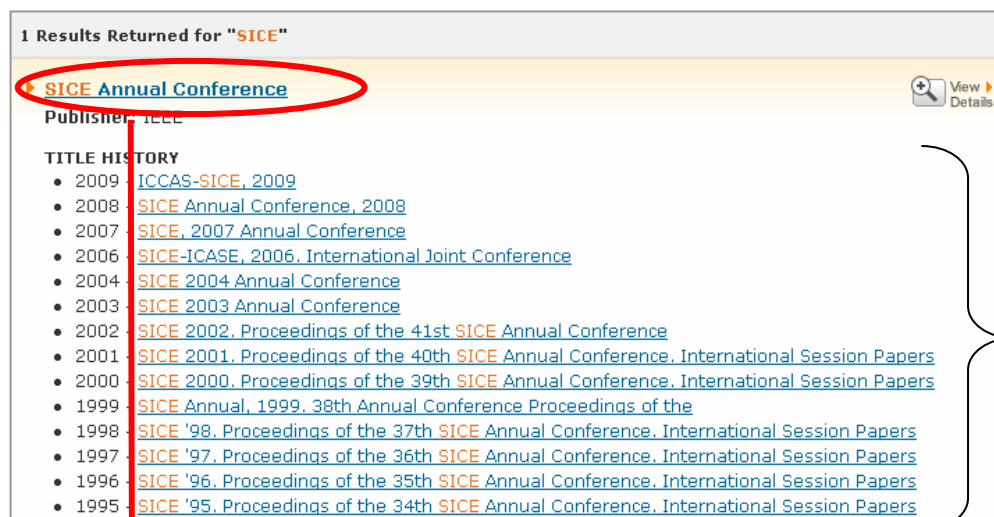 1 Results Returned for "SICE"
SICE Annual Conference
View
Details
Publisher: IEEE
TITLE HISTORY
• 2009 - ICCAS-SICE, 2009
• 2008 - SICE Annual Conference, 2008
• 2007 - SICE, 2007 Annual Conference
• 2006 - SICE-ICASE, 2006. International Joint Conference
• 2004 - SICE 2004 Annual Conference
• 2003 - SICE 2003 Annual Conference
• 2002 - SICE 2002. Proceedings of the 41st SICE Annual Conference
• 2001 - SICE 2001. Proceedings of the 40th SICE Annual Conference. International Session Papers
• 2000 - SICE 2000. Proceedings of the 39th SICE Annual Conference. International Session Papers
• 1999 - SICE Annual, 1999. 38th Annual Conference Proceedings of the
• 1998 - SICE '98. Proceedings of the 37th SICE Annual Conference. International Session Papers
• 1997 - SICE '97. Proceedings of the 36th SICE Annual Conference. International Session Papers
• 1996 - SICE '96. Proceedings of the 35th SICE Annual Conference. International Session Papers
• 1995 - SICE '95. Proceedings of the 34th SICE Annual Conference. International Session Papers